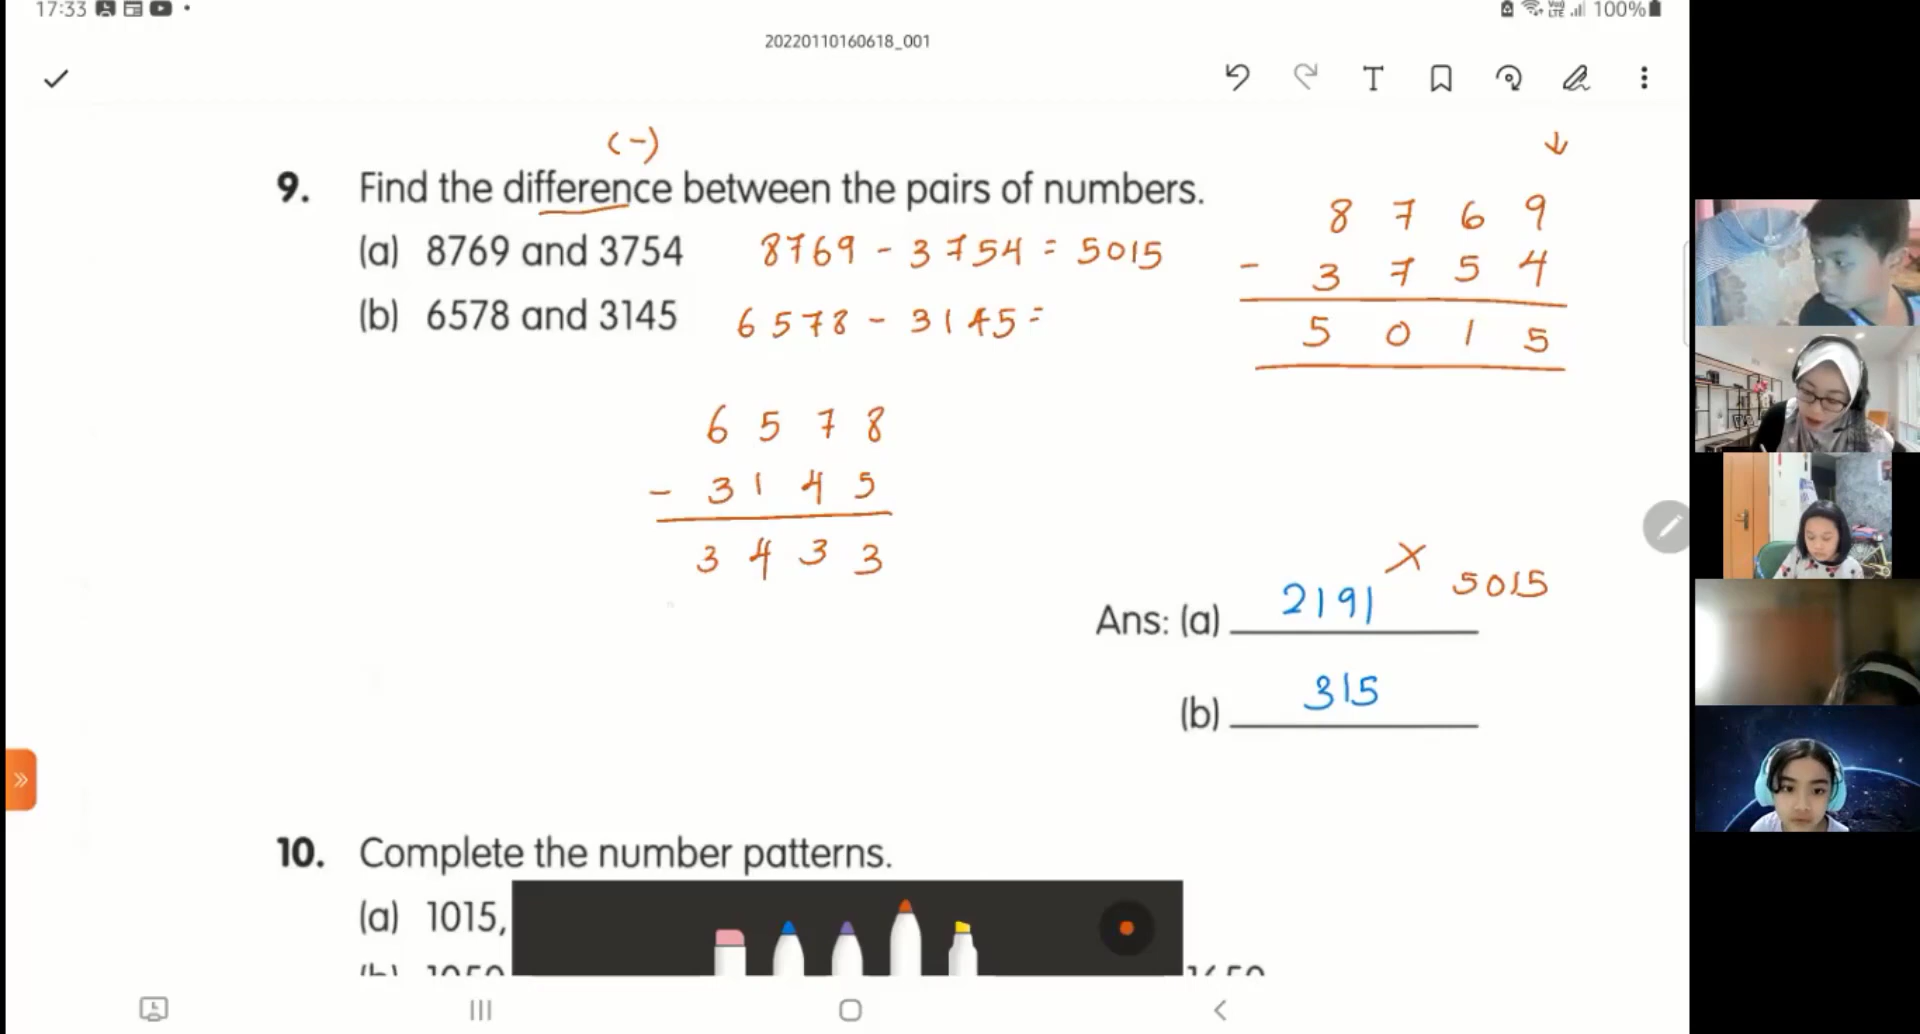 17:33
100%
20220110160618_001
T
(-)
9. Find the difference between the pairs of numbers.
(a) 8769 and 3754 8769 - 3754 = 5015
(b) 6578 and 3145 6578 - 3145 =
8 7 6 9
- 3 7 5 4
5 0 1 5
6 5 7 8
- 3 1 4 5
3 4 3 3
Ans: (a) 2191 × 5015
(b) 315
10. Complete the number patterns.
(a) 1015,